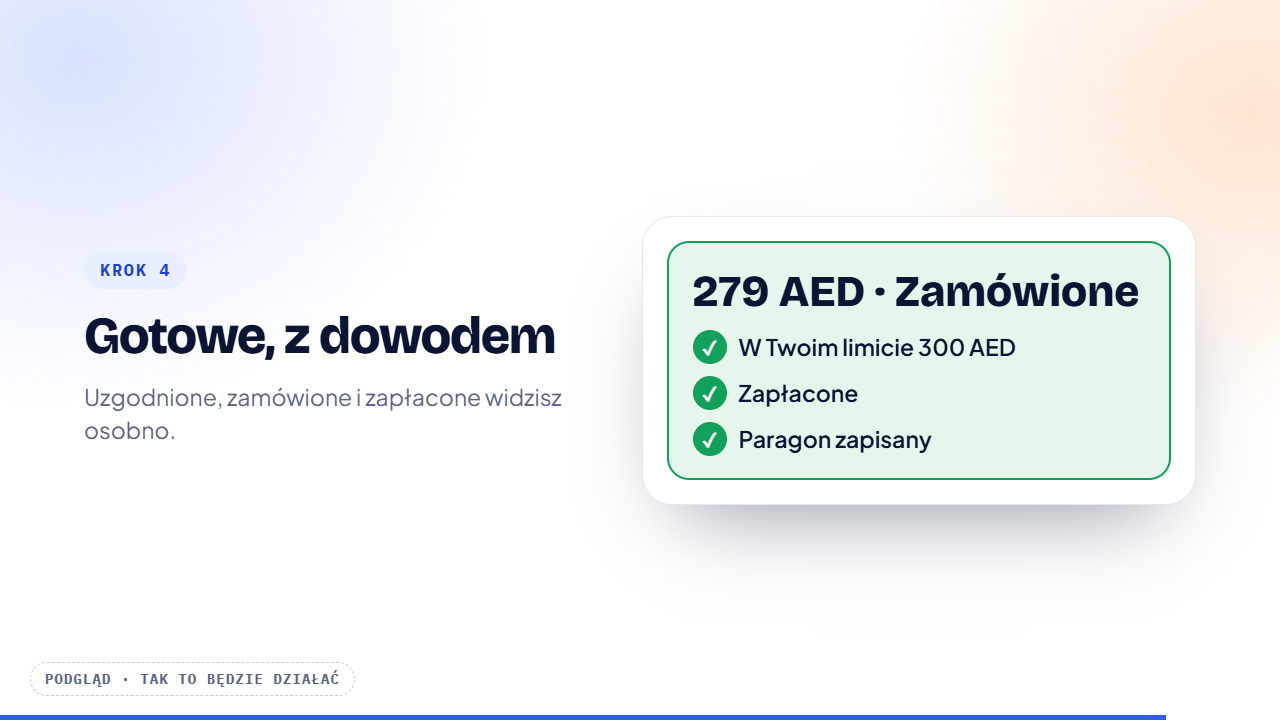 KROK 4
Gotowe, z dowodem
Uzgodnione, zamówione i zapłacone widzisz
osobno.
279 AED · Zamówione
W Twoim limicie 300 AED
Zapłacone
Paragon zapisany
PODGLĄD · TAK TO BĘDZIE DZIAŁAĆ